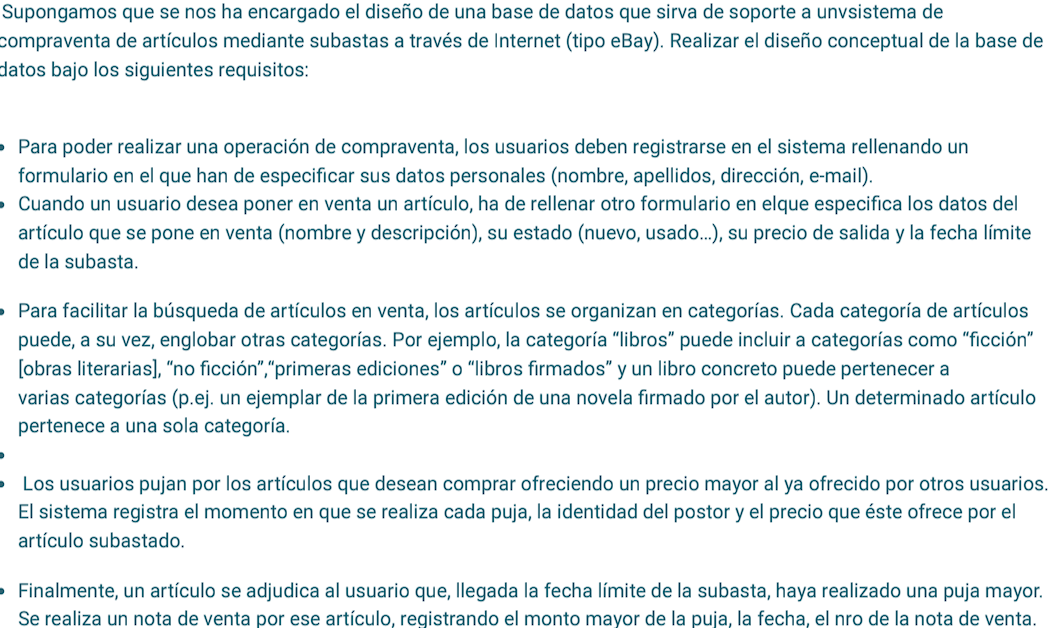 Supongamos que se nos ha encargado el diseño de una base de datos que sirva de soporte a unvsistema de
compraventa de artículos mediante subastas a través de Internet (tipo eBay). Realizar el diseño conceptual de la base de
datos bajo los siguientes requisitos:
• Para poder realizar una operación de compraventa, los usuarios deben registrarse en el sistema rellenando un
formulario en el que han de especificar sus datos personales (nombre, apellidos, dirección, e-mail).
• Cuando un usuario desea poner en venta un artículo, ha de rellenar otro formulario en elque especifica los datos del
artículo que se pone en venta (nombre y descripción), su estado (nuevo, usado...), su precio de salida y la fecha límite
de la subasta.
• Para facilitar la búsqueda de artículos en venta, los artículos se organizan en categorías. Cada categoría de artículos
puede, a su vez, englobar otras categorías. Por ejemplo, la categoría “libros” puede incluir a categorías como “ficción”
[obras literarias], “no ficción”,“primeras ediciones” o “libros firmados” y un libro concreto puede pertenecer a
varias categorías (p.ej. un ejemplar de la primera edición de una novela firmado por el autor). Un determinado artículo
pertenece a una sola categoría.
•
• Los usuarios pujan por los artículos que desean comprar ofreciendo un precio mayor al ya ofrecido por otros usuarios.
El sistema registra el momento en que se realiza cada puja, la identidad del postor y el precio que éste ofrece por el
artículo subastado.
• Finalmente, un artículo se adjudica al usuario que, llegada la fecha límite de la subasta, haya realizado una puja mayor.
Se realiza un nota de venta por ese artículo, registrando el monto mayor de la puja, la fecha, el nro de la nota de venta.